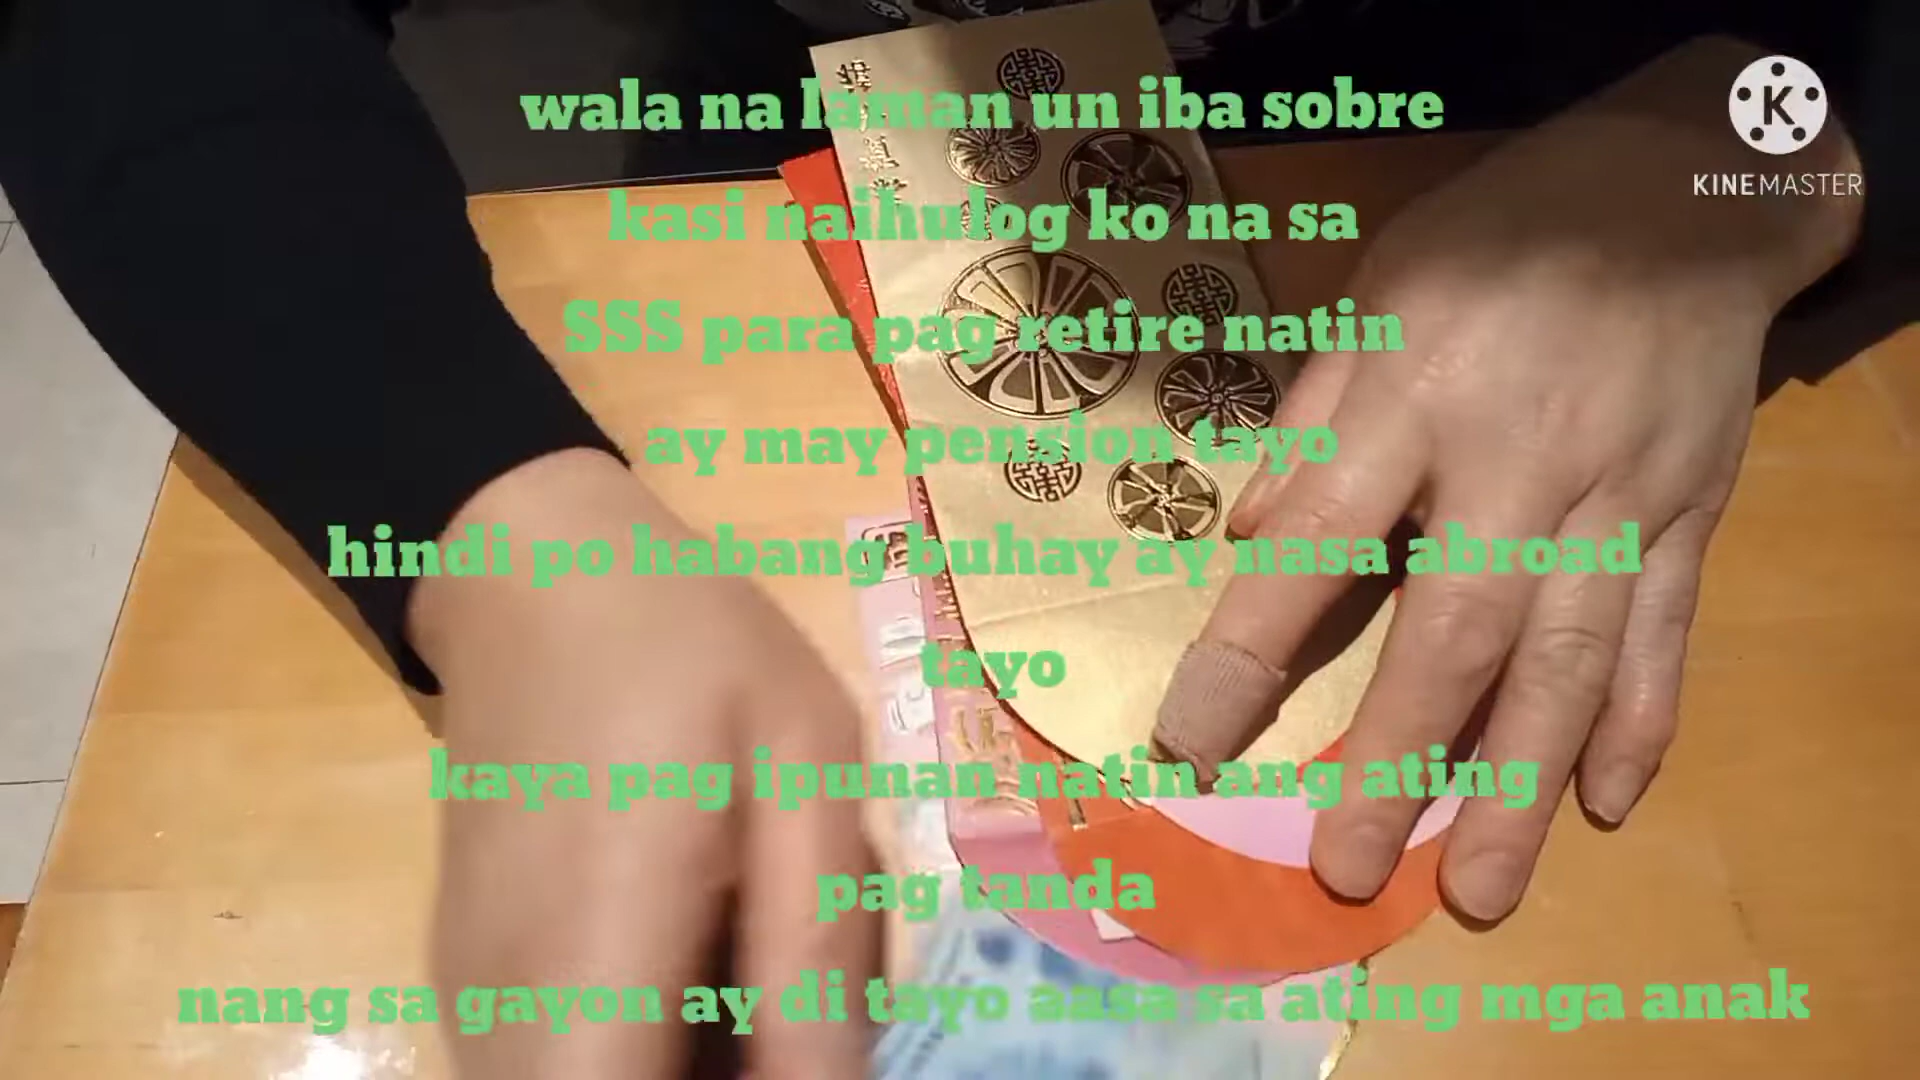 wala na laman un iba sobre
kasi naihulog ko na sa
SSS para pag retire natin
ay may pension tayo
hindi po habang buhay ay nasa abroad
tayo
kaya pag ipunan natin ang ating
pag tanda
nang sa gayon ay di tayo aasa sa ating mga anak
K
KINEMASTER